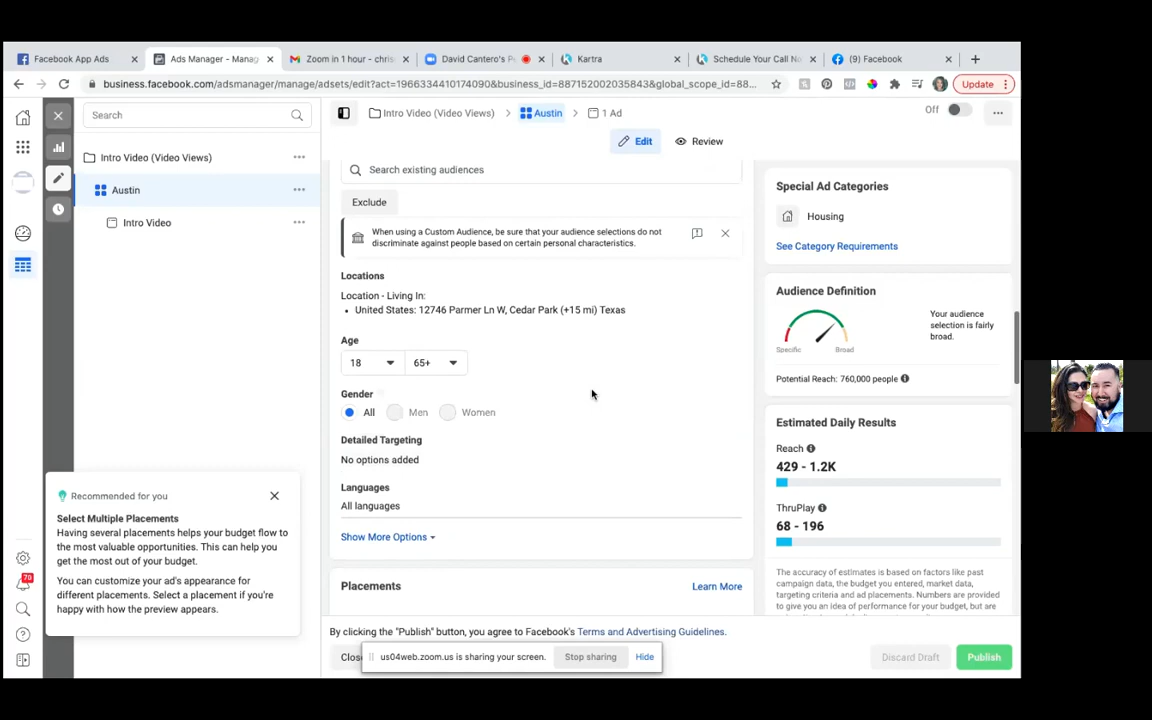 Facebook App Ads
Ads Manager - Manag
Zoom in 1 hour - chris
David Cantero's P
Kartra
Schedule Your Call No
(9) Facebook
business.facebook.com/adsmanager/manage/adsets/edit?act=1966334410174090&business_id=887152002035843&global_scope_id=88...
Update
Search
Intro Video (Video Views)
Austin
1 Ad
Off
Edit
Review
Intro Video (Video Views)
Austin
Intro Video
Search existing audiences
Exclude
When using a Custom Audience, be sure that your audience selections do not
discriminate against people based on certain personal characteristics.
Locations
Location - Living In:
United States: 12746 Parmer Ln W, Cedar Park (+15 mi) Texas
Age
18
65+
Gender
All
Men
Women
Detailed Targeting
No options added
Languages
All languages
Show More Options
Placements
Learn More
Special Ad Categories
Housing
See Category Requirements
Audience Definition
Specific
Broad
Your audience
selection is fairly
broad.
Potential Reach: 760,000 people
Estimated Daily Results
Reach
429 - 1.2K
ThruPlay
68 - 196
The accuracy of estimates is based on factors like past
campaign data, the budget you entered, market data,
targeting criteria and ad placements. Numbers are provided
to give you an idea of performance for your budget, but are
Recommended for you
Select Multiple Placements
Having several placements helps your budget flow to
the most valuable opportunities. This can help you
get the most out of your budget.
You can customize your ad's appearance for
different placements. Select a placement if you're
happy with how the preview appears.
70
By clicking the "Publish" button, you agree to Facebook's Terms and Advertising Guidelines.
Clos
us04web.zoom.us is sharing your screen.
Stop sharing
Hide
Discard Draft
Publish